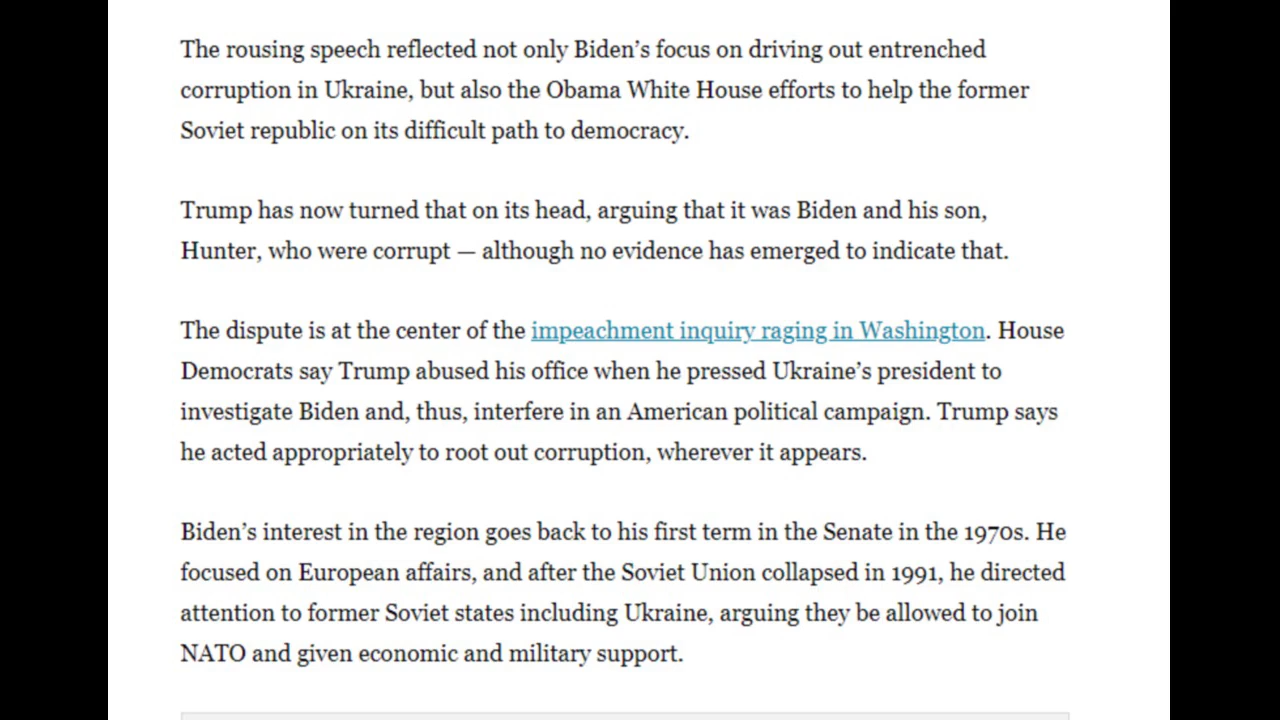 The rousing speech reflected not only Biden’s focus on driving out entrenched
corruption in Ukraine, but also the Obama White House efforts to help the former
Soviet republic on its difficult path to democracy.
Trump has now turned that on its head, arguing that it was Biden and his son,
Hunter, who were corrupt — although no evidence has emerged to indicate that.
The dispute is at the center of the impeachment inquiry raging in Washington. House
Democrats say Trump abused his office when he pressed Ukraine’s president to
investigate Biden and, thus, interfere in an American political campaign. Trump says
he acted appropriately to root out corruption, wherever it appears.
Biden’s interest in the region goes back to his first term in the Senate in the 1970s. He
focused on European affairs, and after the Soviet Union collapsed in 1991, he directed
attention to former Soviet states including Ukraine, arguing they be allowed to join
NATO and given economic and military support.